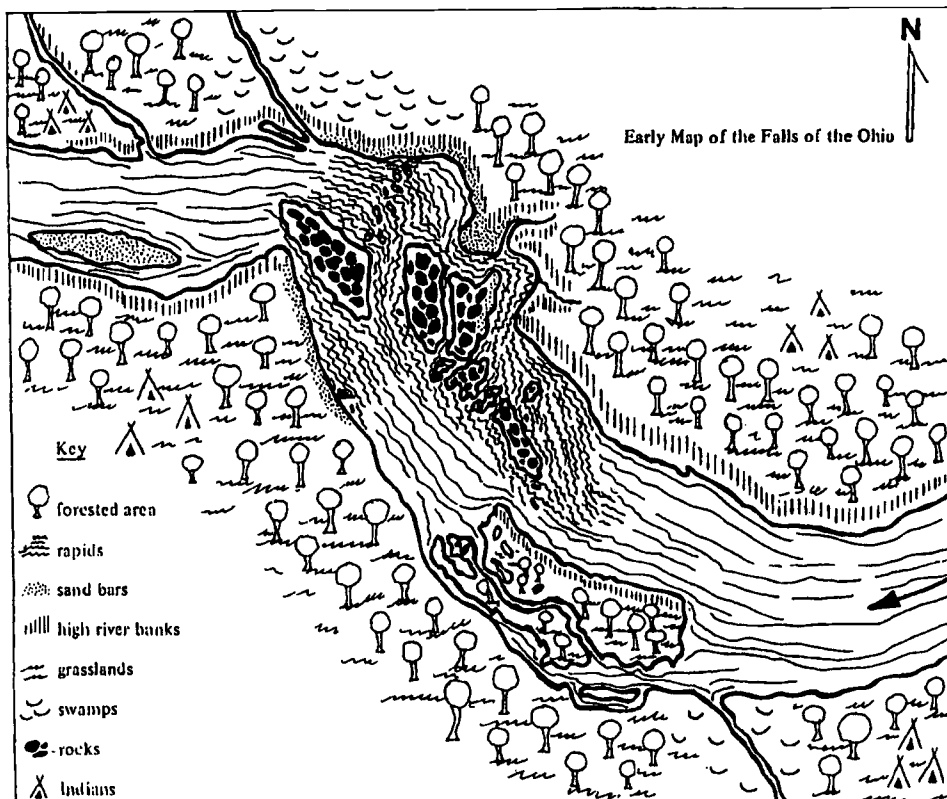 N
Early Map of the Falls of the Ohio
Key
forested area
rapids
sand bars
high river banks
grasslands
swamps
rocks
Indians